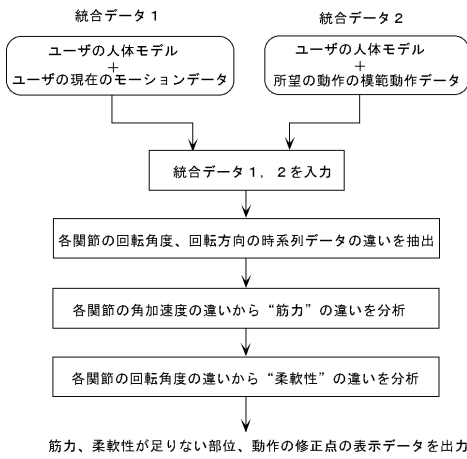 統合データ1
統合データ2
ユーザの人体モデル
+
ユーザの現在のモーションデータ
ユーザの人体モデル
+
所望の動作の模範動作データ
統合データ1,2を入力
各関節の回転角度、回転方向の時系列データの違いを抽出
各関節の角加速度の違いから“筋力”の違いを分析
各関節の回転角度の違いから“柔軟性”の違いを分析
筋力、柔軟性が足りない部位、動作の修正点の表示データを出力